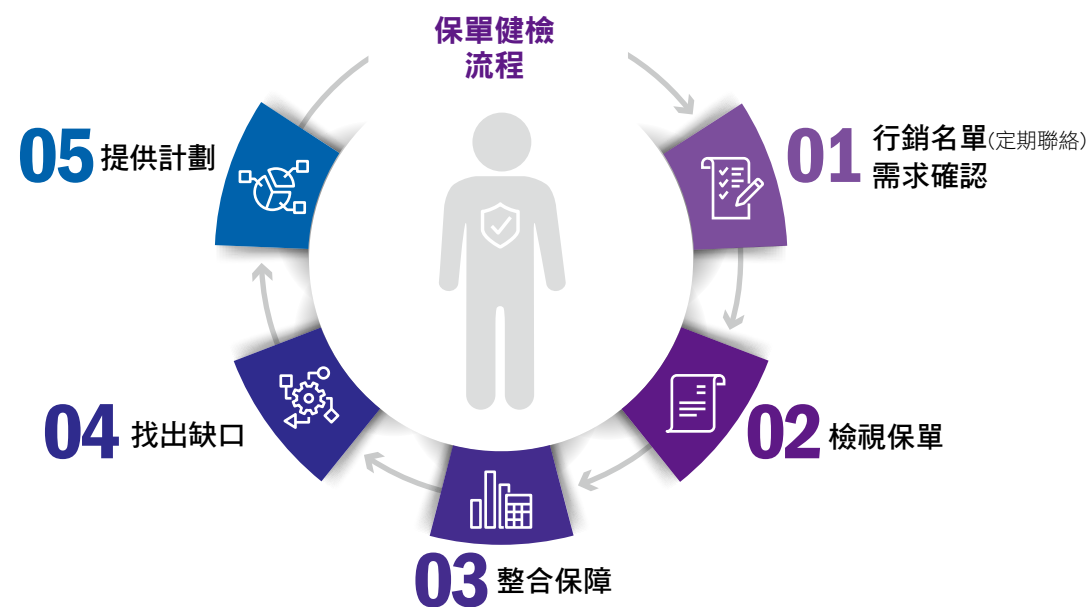 保單健檢
流程
01 行銷名單(定期聯絡)
需求確認
02 檢視保單
03 整合保障
04 找出缺口
05 提供計劃